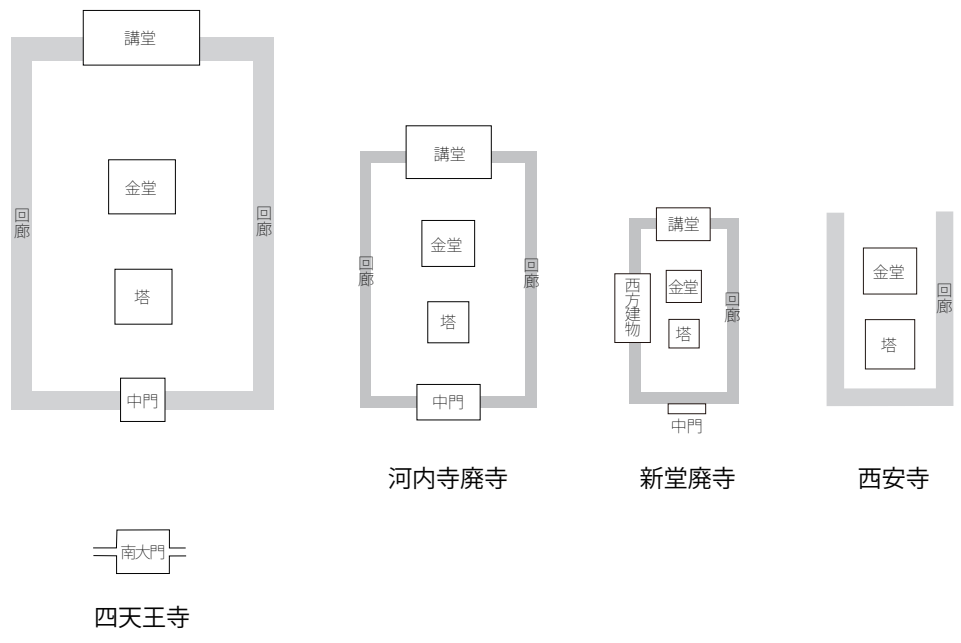 講堂
金堂
回廊
回廊
塔
中門
南大門
四天王寺
講堂
金堂
回廊
回廊
塔
中門
河内寺廃寺
講堂
西方建物
金堂
回廊
塔
中門
新堂廃寺
金堂
回廊
塔
西安寺